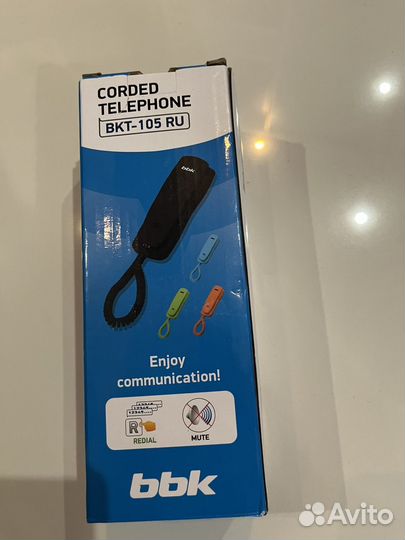 CORDED
TELEPHONE
BKT-105 RU
bbk
Enjoy
communication!
R
REDIAL
MUTE
bbk
Avito